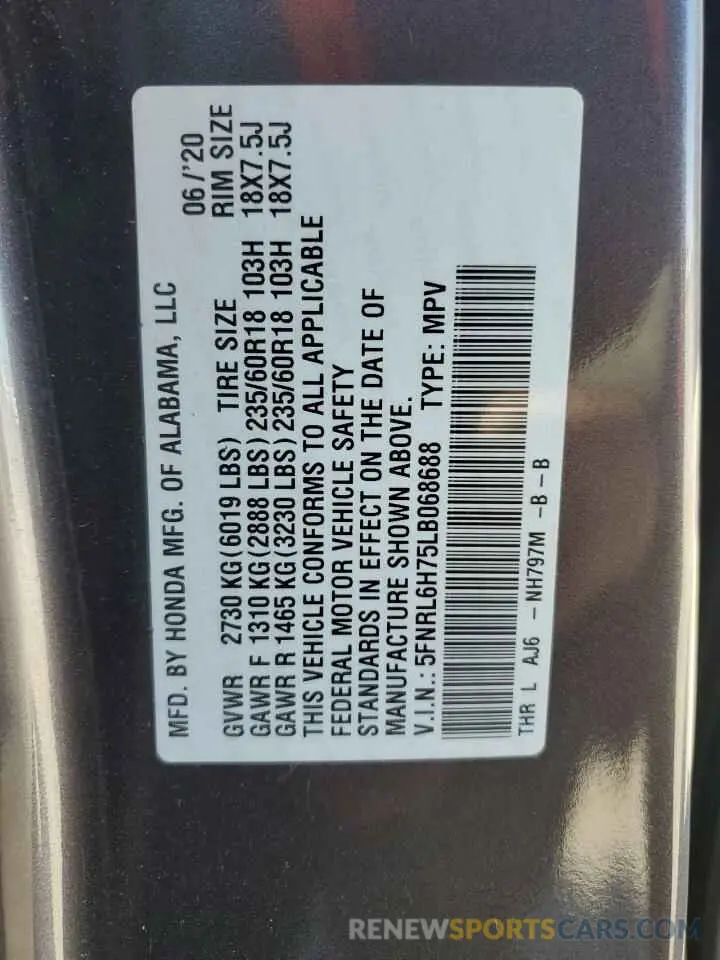 MFD. BY HONDA MFG. OF ALABAMA, LLC 06/'20
GVWR 2730 KG(6019 LBS) TIRE SIZE RIM SIZE
GAWR F 1310 KG(2888 LBS) 235/60R18 103H 18X7.5J
GAWR R 1465 KG(3230 LBS) 235/60R18 103H 18X7.5J
THIS VEHICLE CONFORMS TO ALL APPLICABLE
FEDERAL MOTOR VEHICLE SAFETY
STANDARDS IN EFFECT ON THE DATE OF
MANUFACTURE SHOWN ABOVE.
V.I.N.: 5FNRL6H75LB068688 TYPE: MPV
THR L AJ6 - NH797M -B-B
RENEWSPORTSCARS.COM